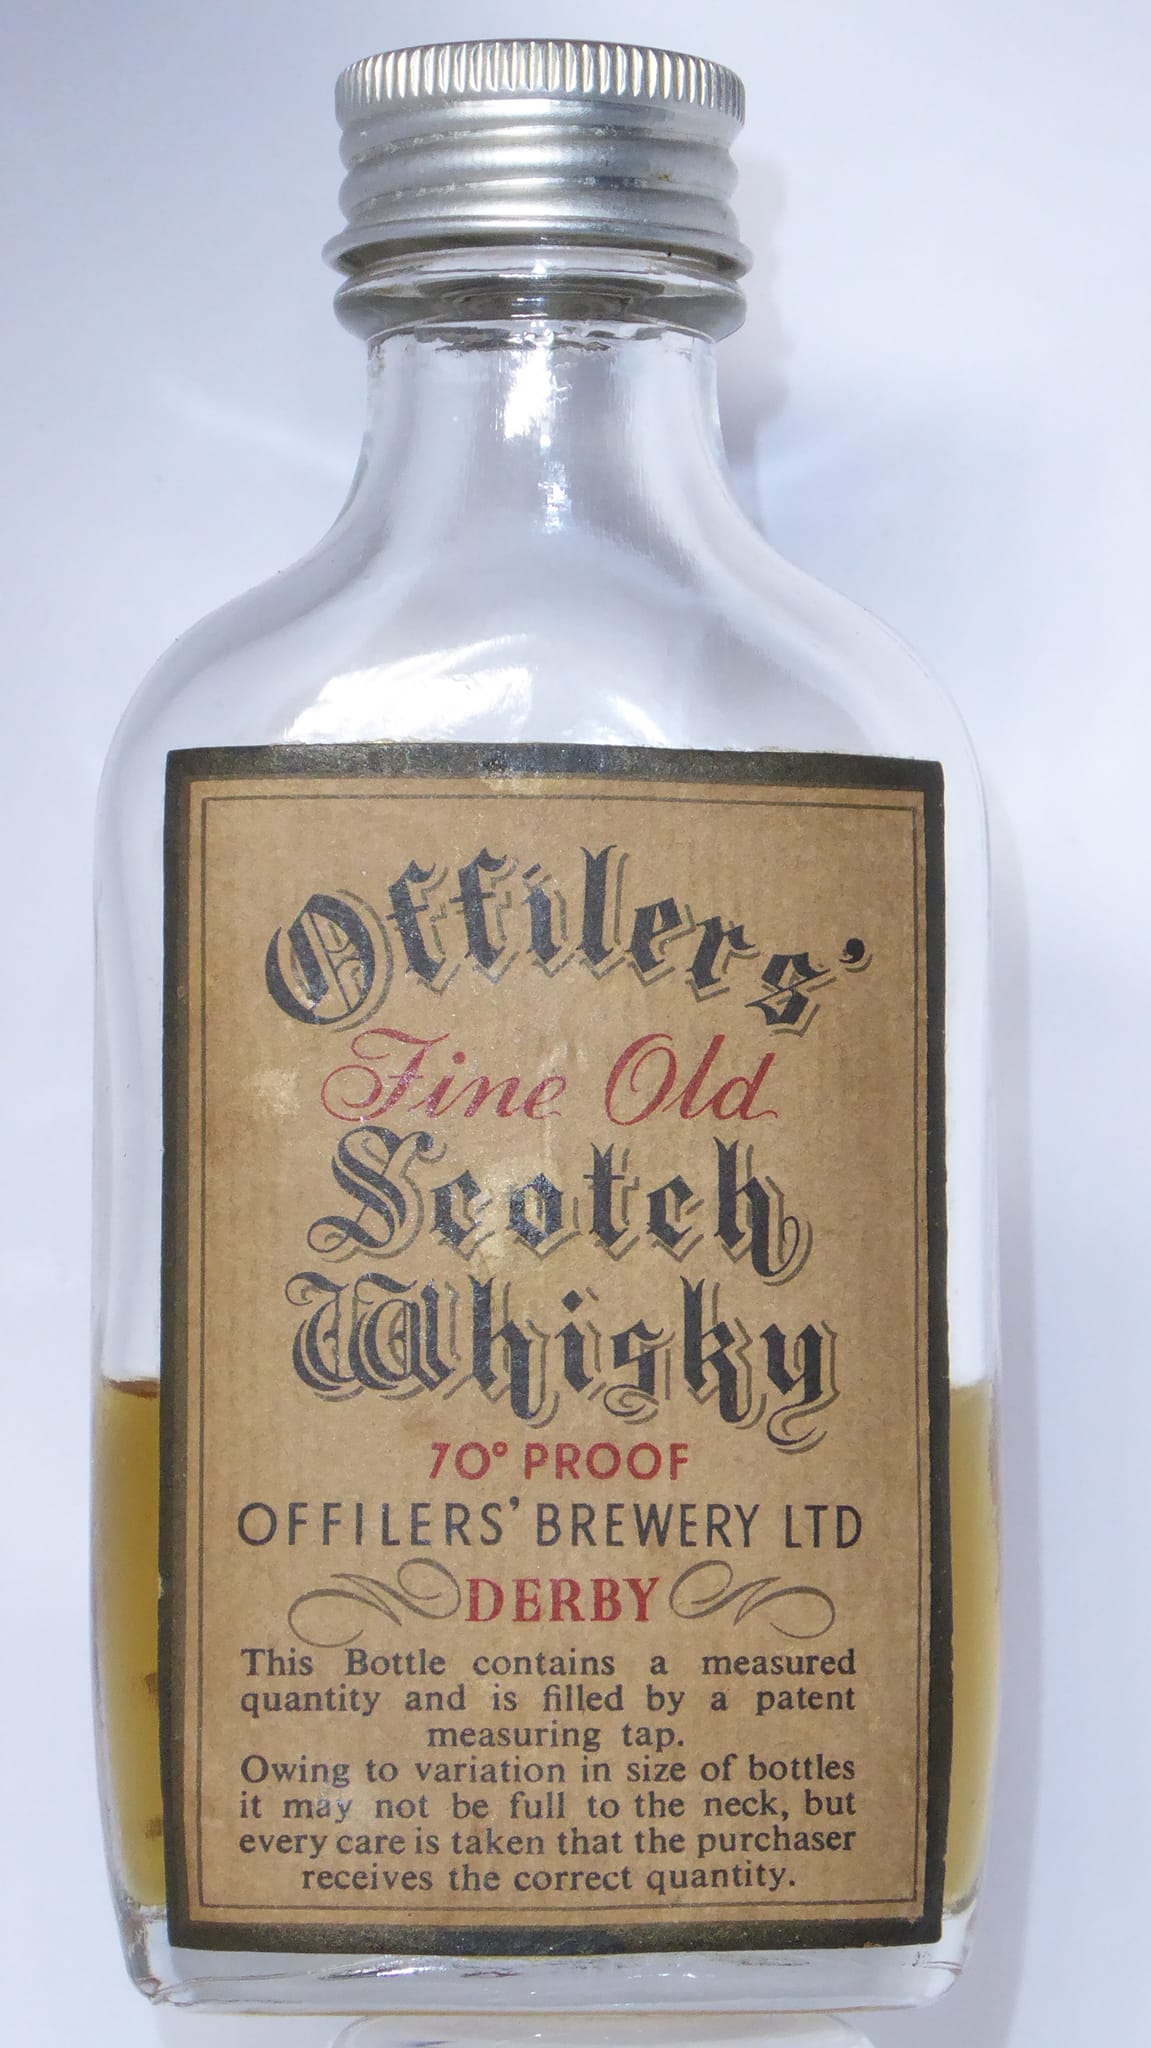 Offilers'
Fine Old
Scotch
Whisky
70° PROOF
OFFILERS' BREWERY LTD
DERBY
This Bottle contains a measured
quantity and is filled by a patent
measuring tap.
Owing to variation in size of bottles
it may not be full to the neck, but
every care is taken that the purchaser
receives the correct quantity.